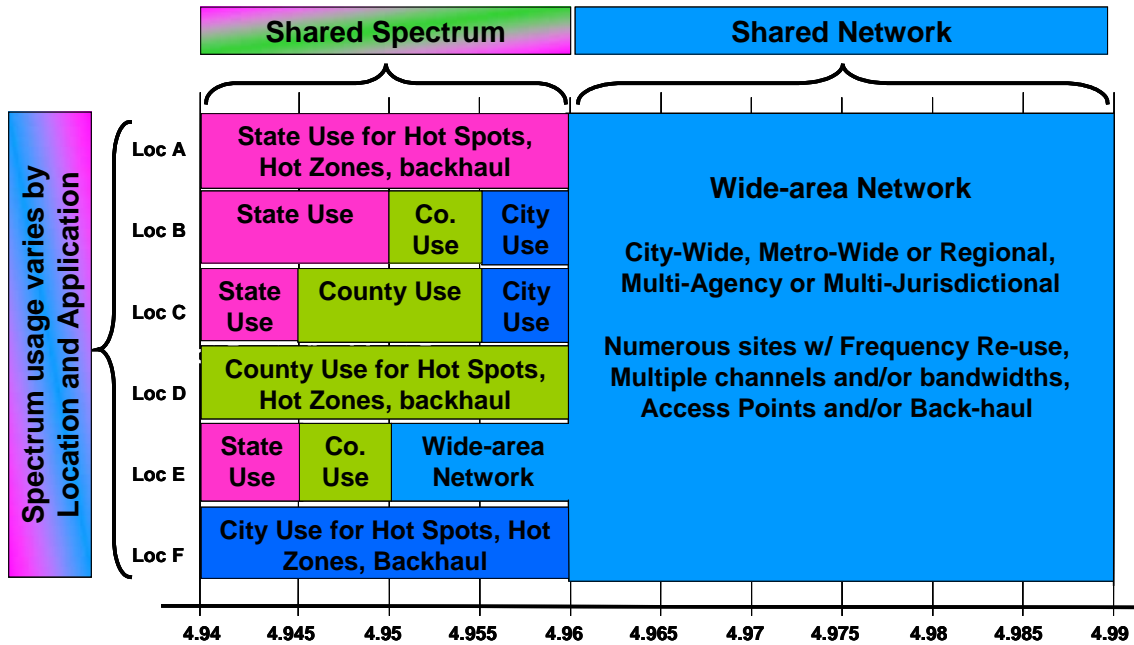 Shared Spectrum
Shared Network
Spectrum usage varies by
Location and Application
Loc A
State Use for Hot Spots,
Hot Zones, backhaul
Loc B
State Use
Co.
Use
City
Use
Loc C
State
Use
County Use
City
Use
Loc D
County Use for Hot Spots,
Hot Zones, backhaul
Loc E
State
Use
Co.
Use
Wide-area
Network
Loc F
City Use for Hot Spots, Hot
Zones, Backhaul
Wide-area Network
City-Wide, Metro-Wide or Regional,
Multi-Agency or Multi-Jurisdictional
Numerous sites w/ Frequency Re-use,
Multiple channels and/or bandwidths,
Access Points and/or Back-haul
4.94 4.945 4.95 4.955 4.96 4.965 4.97 4.975 4.98 4.985 4.99